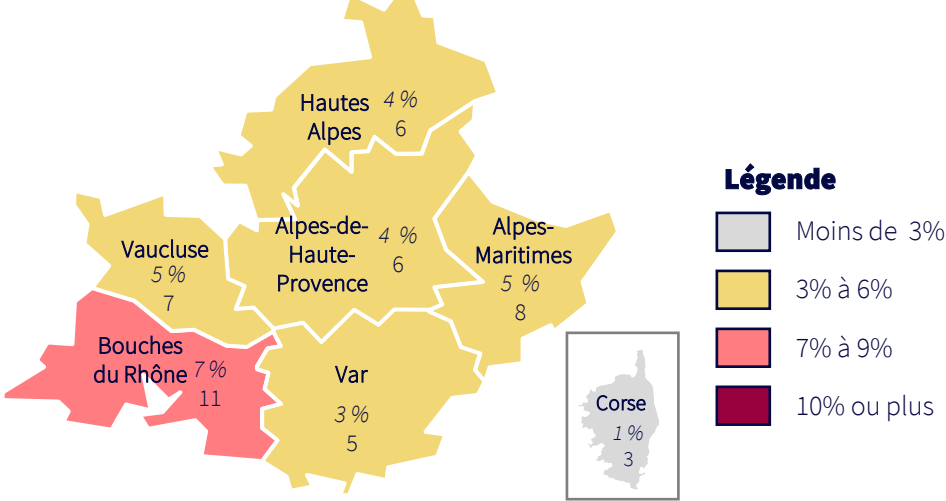 Hautes
Alpes
4 %
6
Alpes-de-
Haute-
Provence
4 %
6
Alpes-
Maritimes
5 %
8
Vaucluse
5 %
7
Bouches
du Rhône
7 %
11
Var
3 %
5
Corse
1 %
3
Légende
Moins de 3%
3% à 6%
7% à 9%
10% ou plus